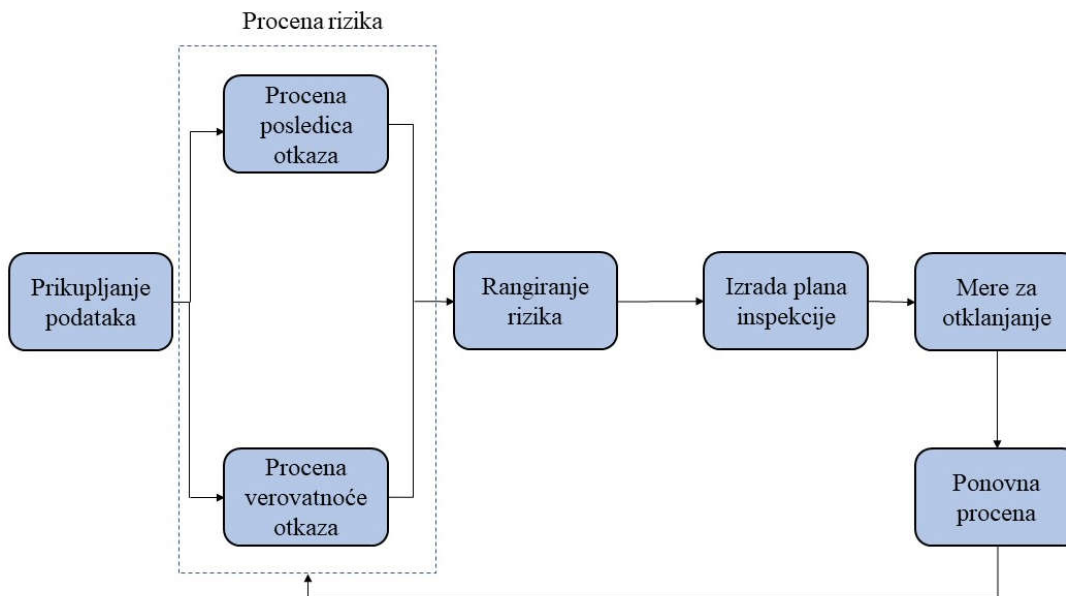 Procena rizika
Procena
posledica
otkaza
Prikupljanje
podataka
Rangiranje
rizika
Izrada plana
inspekcije
Mere za
otklanjanje
Procena
verovatnoće
otkaza
Ponovna
procena